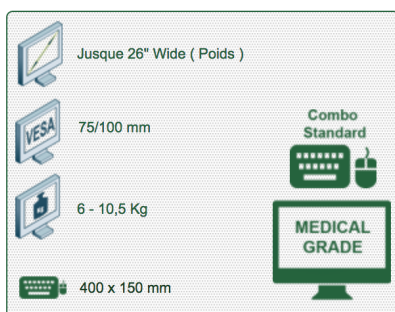 Jusque 26" Wide ( Poids )
VESA
75/100 mm
KG
6 - 10,5 Kg
400 x 150 mm
Combo
Standard
MEDICAL
GRADE